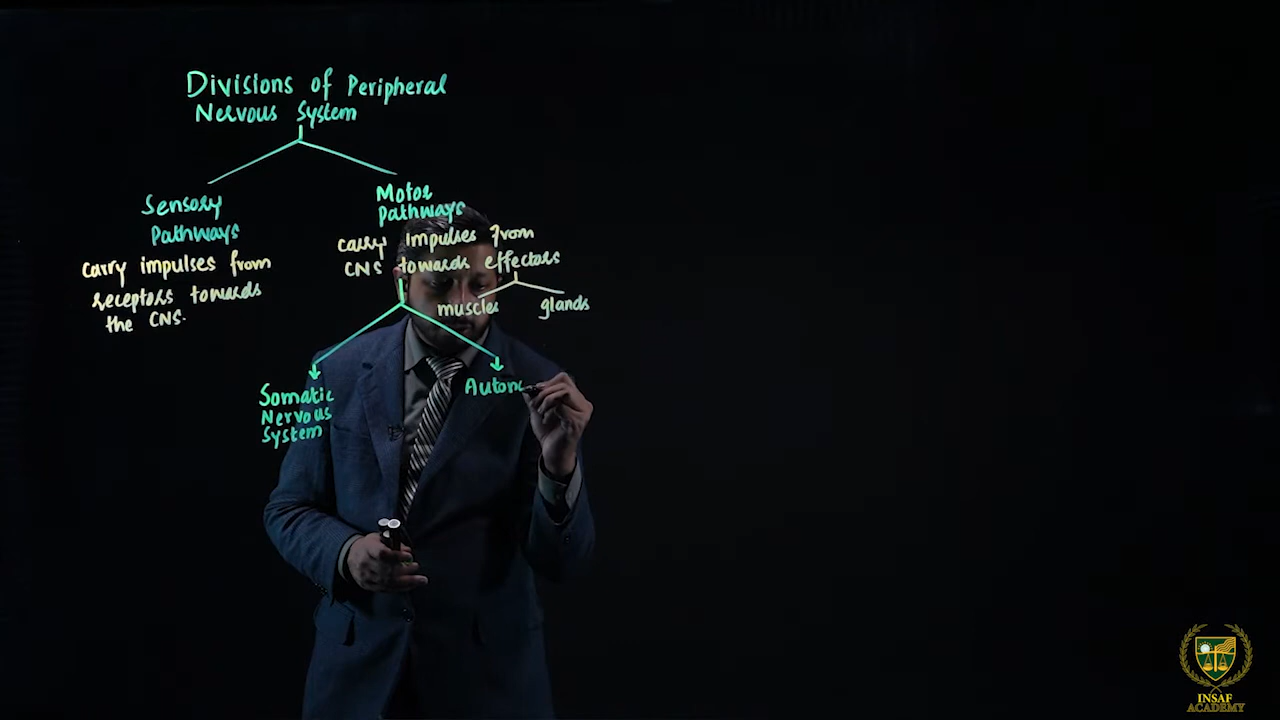 Divisions of Peripheral
Nervous System
Sensory
Pathways
carry impulses from
receptors towards
the CNS.
Motor
Pathways
carry impulses from
CNS towards effectors
muscles glands
Somatic
Nervous
System
Autono
INSAF
ACADEMY